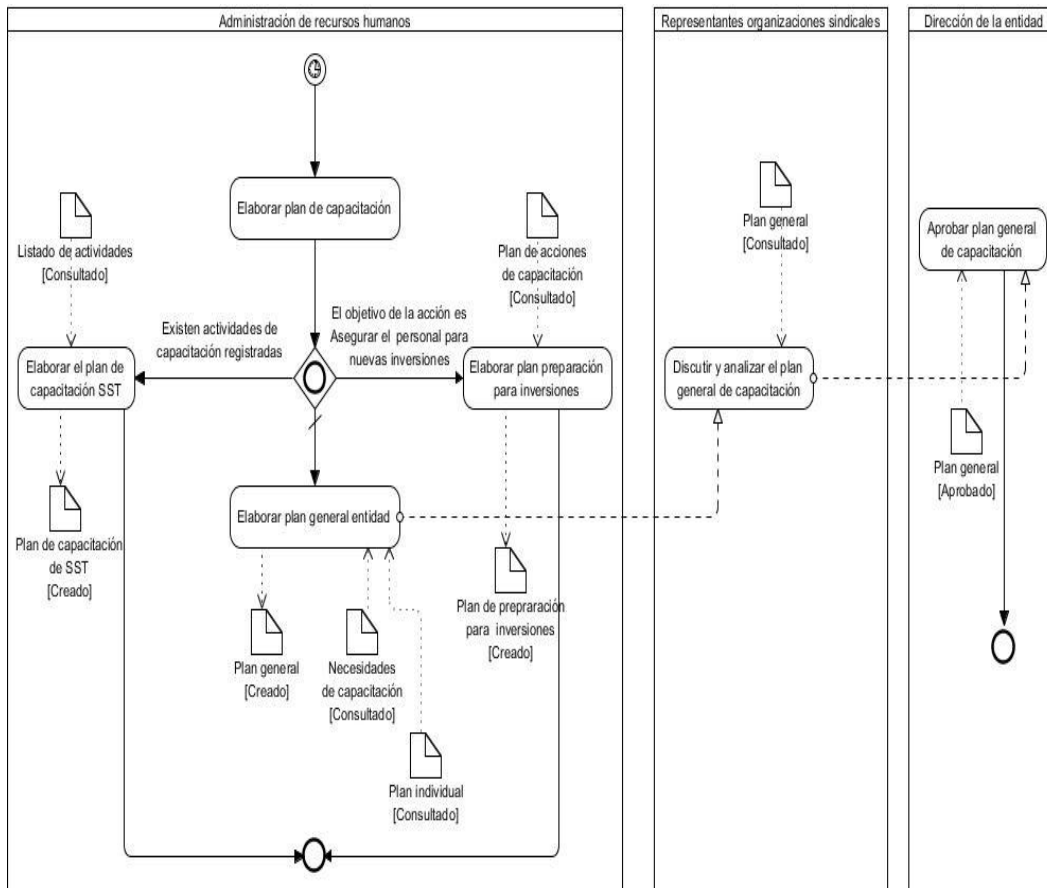 Administración de recursos humanos
Representantes organizaciones sindicales
Dirección de la entidad
Elaborar plan de capacitación
Listado de actividades
[Consultado]
Plan de acciones
de capacitación
[Consultado]
Plan general
[Consultado]
Aprobar plan general
de capacitación
Existen actividades de
capacitación registradas
El objetivo de la acción es
Asegurar el personal para
nuevas inversiones
Elaborar el plan de
capacitación SST
Elaborar plan preparación
para inversiones
Discutir y analizar el plan
general de capacitación
Plan general
[Aprobado]
Elaborar plan general entidad
Plan de capacitación
de SST
[Creado]
Plan de prepraración
para inversiones
[Creado]
Plan general
[Creado]
Necesidades
de capacitación
[Consultado]
Plan individual
[Consultado]